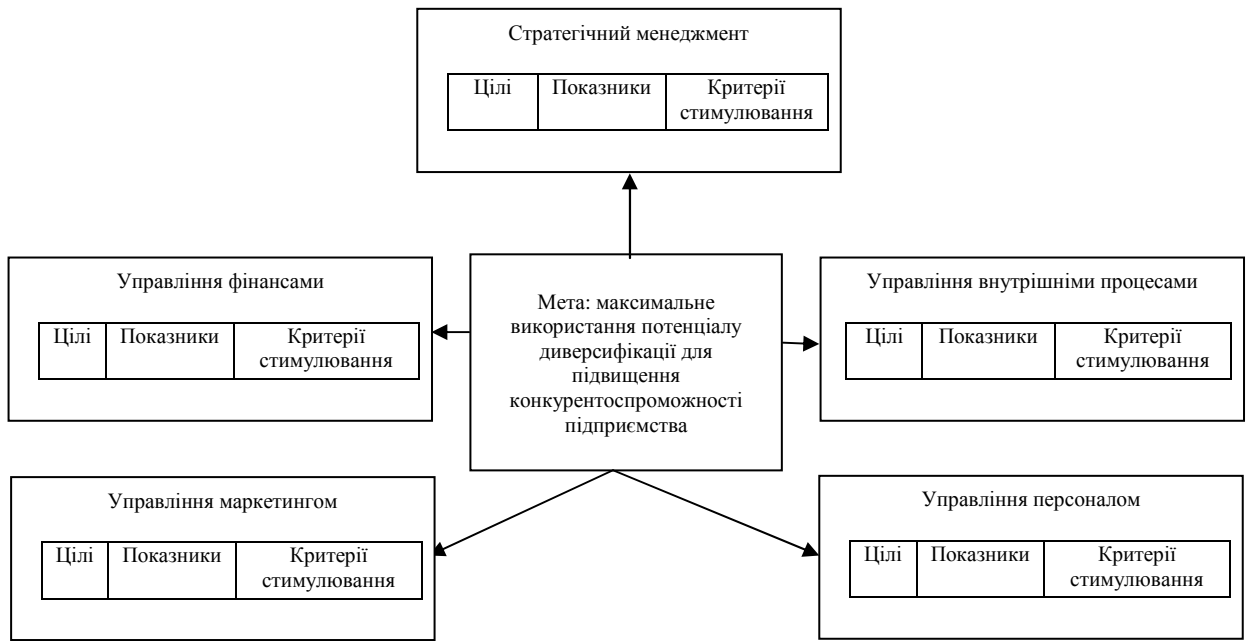 Стратегічний менеджмент
Цілі Показники Критерії
стимулювання
Управління фінансами
Цілі Показники Критерії
стимулювання
Мета: максимальне
використання потенціалу
диверсифікації для
підвищення
конкурентоспроможності
підприємства
Управління внутрішніми процесами
Цілі Показники Критерії
стимулювання
Управління маркетингом
Цілі Показники Критерії
стимулювання
Управління персоналом
Цілі Показники Критерії
стимулювання